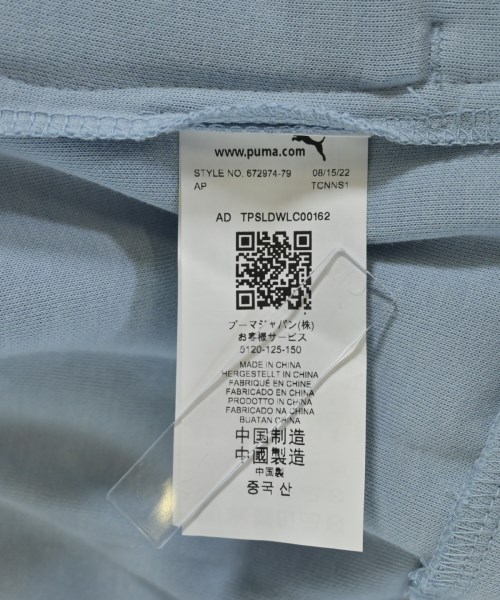 www.puma.com
STYLE NO. 672974-79 08/15/22
AP TCNNS1
AD TPSLDWLC00162
プーマジャパン(株)
お客様サービス
0120-125-150
MADE IN CHINA
HERGESTELLT IN CHINA
FABRIQUÉ EN CHINE
FABRICADO EN CHINA
PRODOTTO IN CHINA
FABRICADO NA CHINA
BUATAN CHINA
中国制造
中國製造
中国製
중국 산